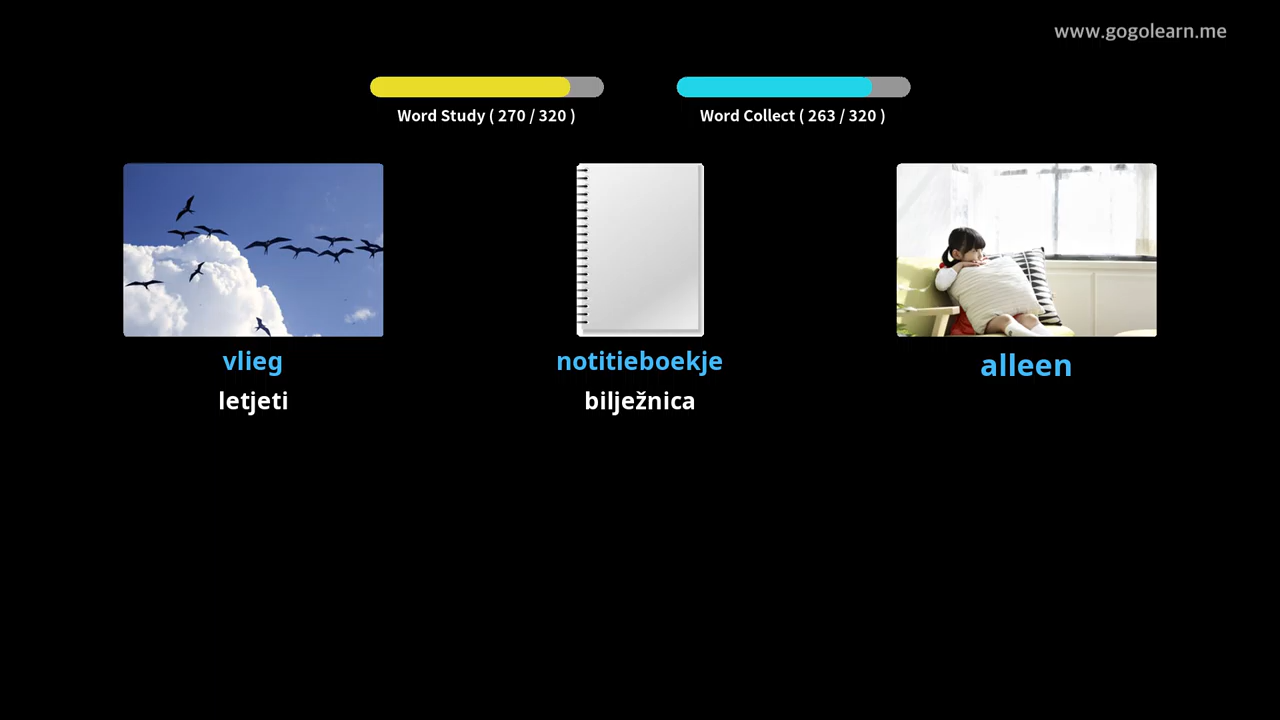 www.gogolearn.me
Word Study ( 270 / 320 )
Word Collect ( 263 / 320 )
vlieg
letjeti
notitieboekje
bilježnica
alleen